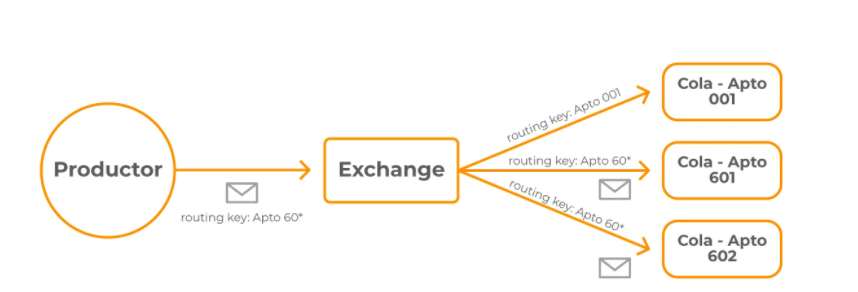 Productor
routing key: Apto 60*
Exchange
routing key: Apto 001
routing key: Apto 60*
routing key: Apto 60*
Cola - Apto
001
Cola - Apto
601
Cola - Apto
602